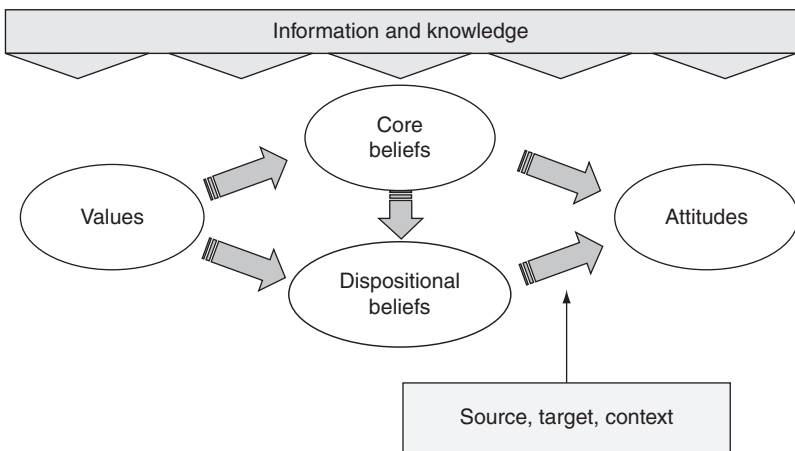 Information and knowledge
Core
beliefs
Values
Attitudes
Dispositional
beliefs
Source, target, context